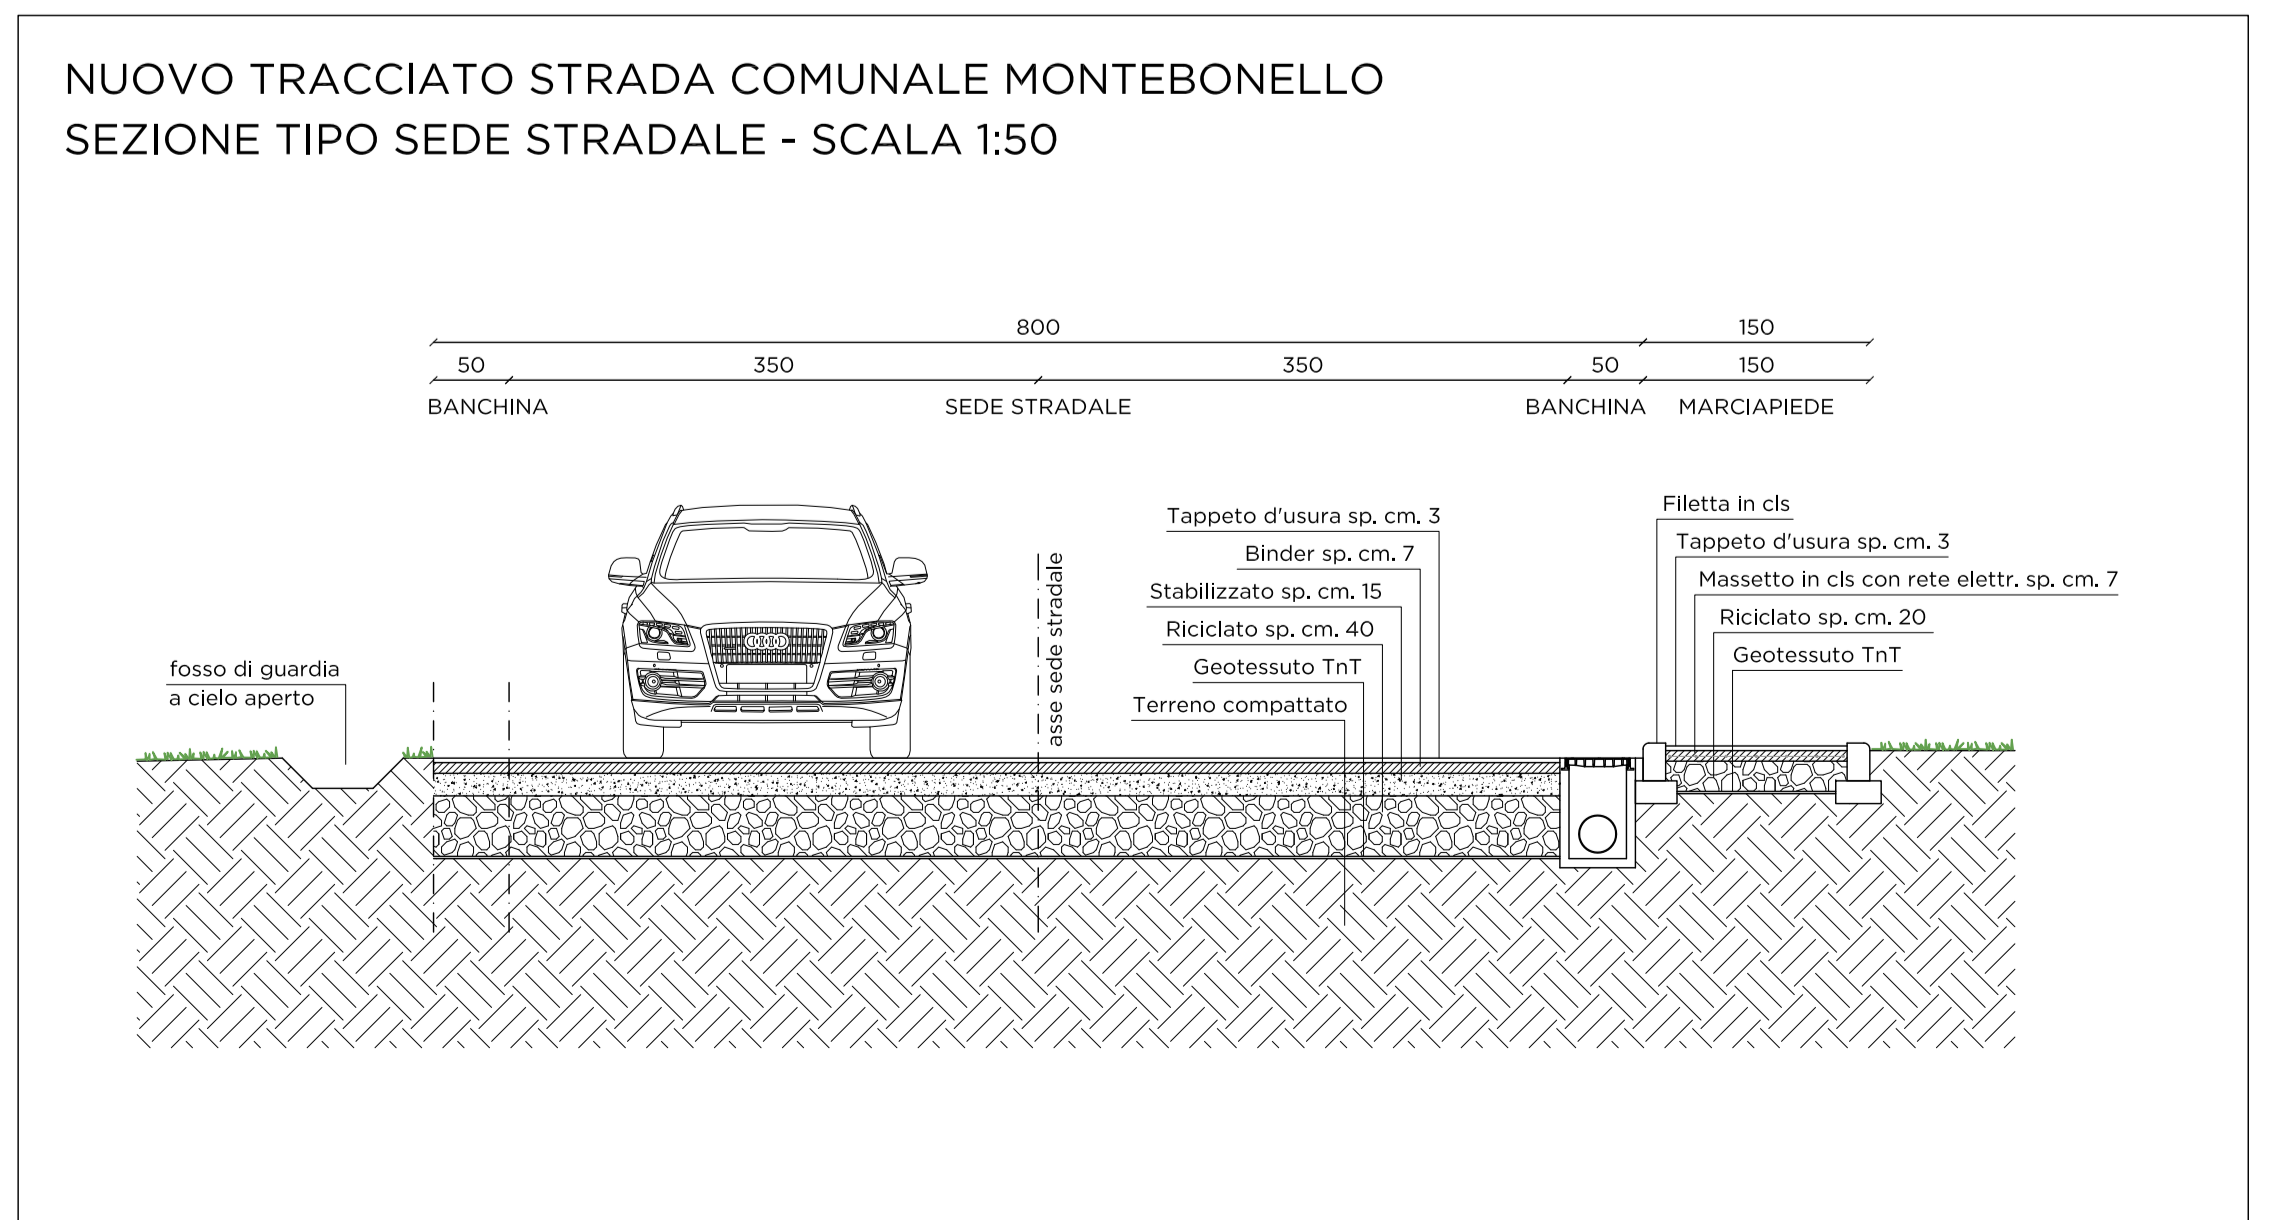 NUOVO TRACCIATO STRADA COMUNALE MONTEBONELLO
SEZIONE TIPO SEDE STRADALE - SCALA 1:50
800
150
50
350
350
50
150
BANCHINA
SEDE STRADALE
BANCHINA
MARCIAPIEDE
fosso di guardia
a cielo aperto
asse sede stradale
Tappeto d'usura sp. cm. 3
Binder sp. cm. 7
Stabilizzato sp. cm. 15
Riciclato sp. cm. 40
Geotessuto TnT
Terreno compattato
Filetta in cls
Tappeto d'usura sp. cm. 3
Massetto in cls con rete elettr. sp. cm. 7
Riciclato sp. cm. 20
Geotessuto TnT